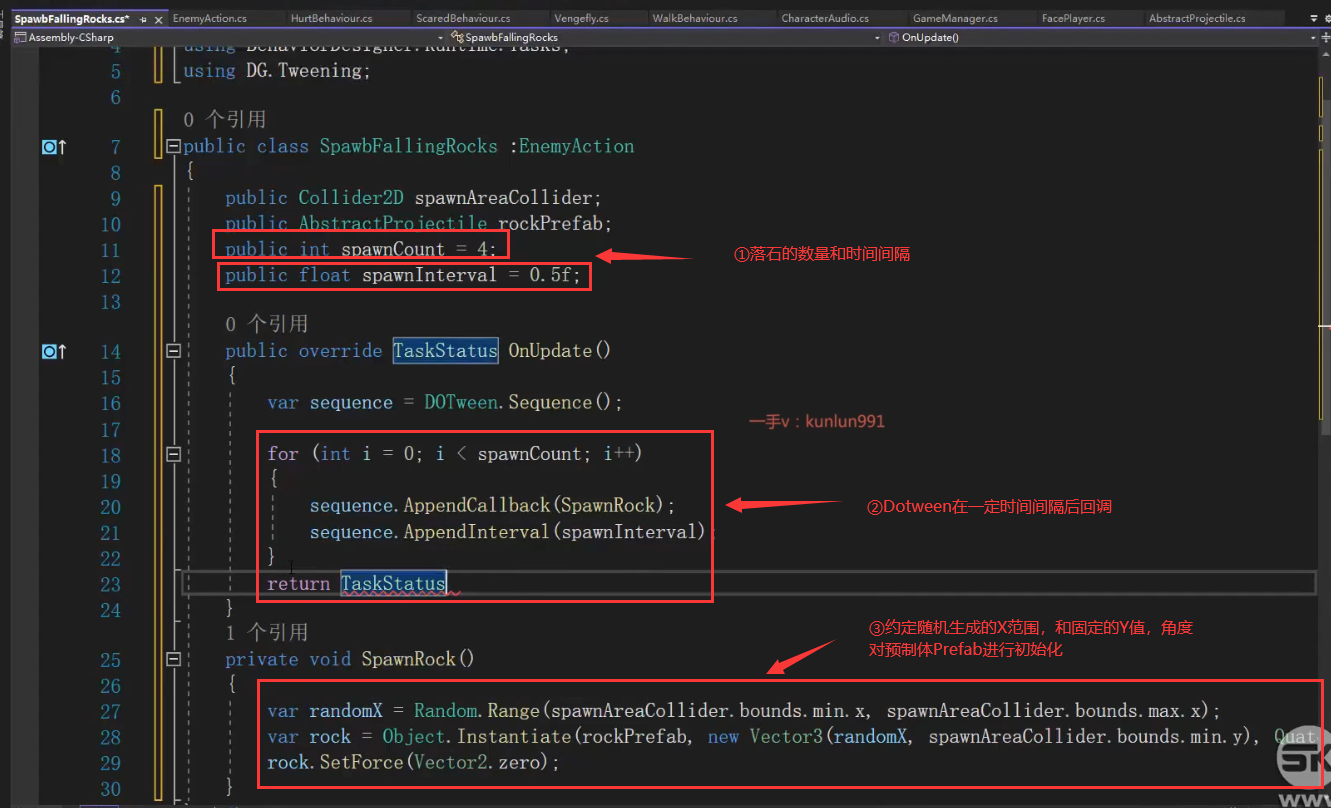 SpawbFallingRocks.cs* EnemyAction.cs HurtBehaviour.cs ScaredBehaviour.cs Vengefly.cs WalkBehaviour.cs CharacterAudio.cs GameManager.cs FacePlayer.cs AbstractProjectile.cs
Assembly-CSharp SpawbFallingRocks OnUpdate()
4 using BehaviorDesigner.Runtime.Tasks;
5 using DG.Tweening;
6
0 个引用
7 public class SpawbFallingRocks :EnemyAction
8 {
9 public Collider2D spawnAreaCollider;
10 public AbstractProjectile rockPrefab;
11 public int spawnCount = 4;
①落石的数量和时间间隔
12 public float spawnInterval = 0.5f;
13
0 个引用
14 public override TaskStatus OnUpdate()
15 {
16 var sequence = DOTween.Sequence();
17
一手v：kunlun991
18 for (int i = 0; i < spawnCount; i++)
19 {
20 sequence.AppendCallback(SpawnRock);
②Dotween在一定时间间隔后回调
21 sequence.AppendInterval(spawnInterval);
22 }
23 return TaskStatus
24 }
1 个引用
③约定随机生成的X范围，和固定的Y值，角度
对预制体Prefab进行初始化
25 private void SpawnRock()
26 {
27 var randomX = Random.Range(spawnAreaCollider.bounds.min.x, spawnAreaCollider.bounds.max.x);
28 var rock = Object.Instantiate(rockPrefab, new Vector3(randomX, spawnAreaCollider.bounds.min.y), Quat
29 rock.SetForce(Vector2.zero);
30 }